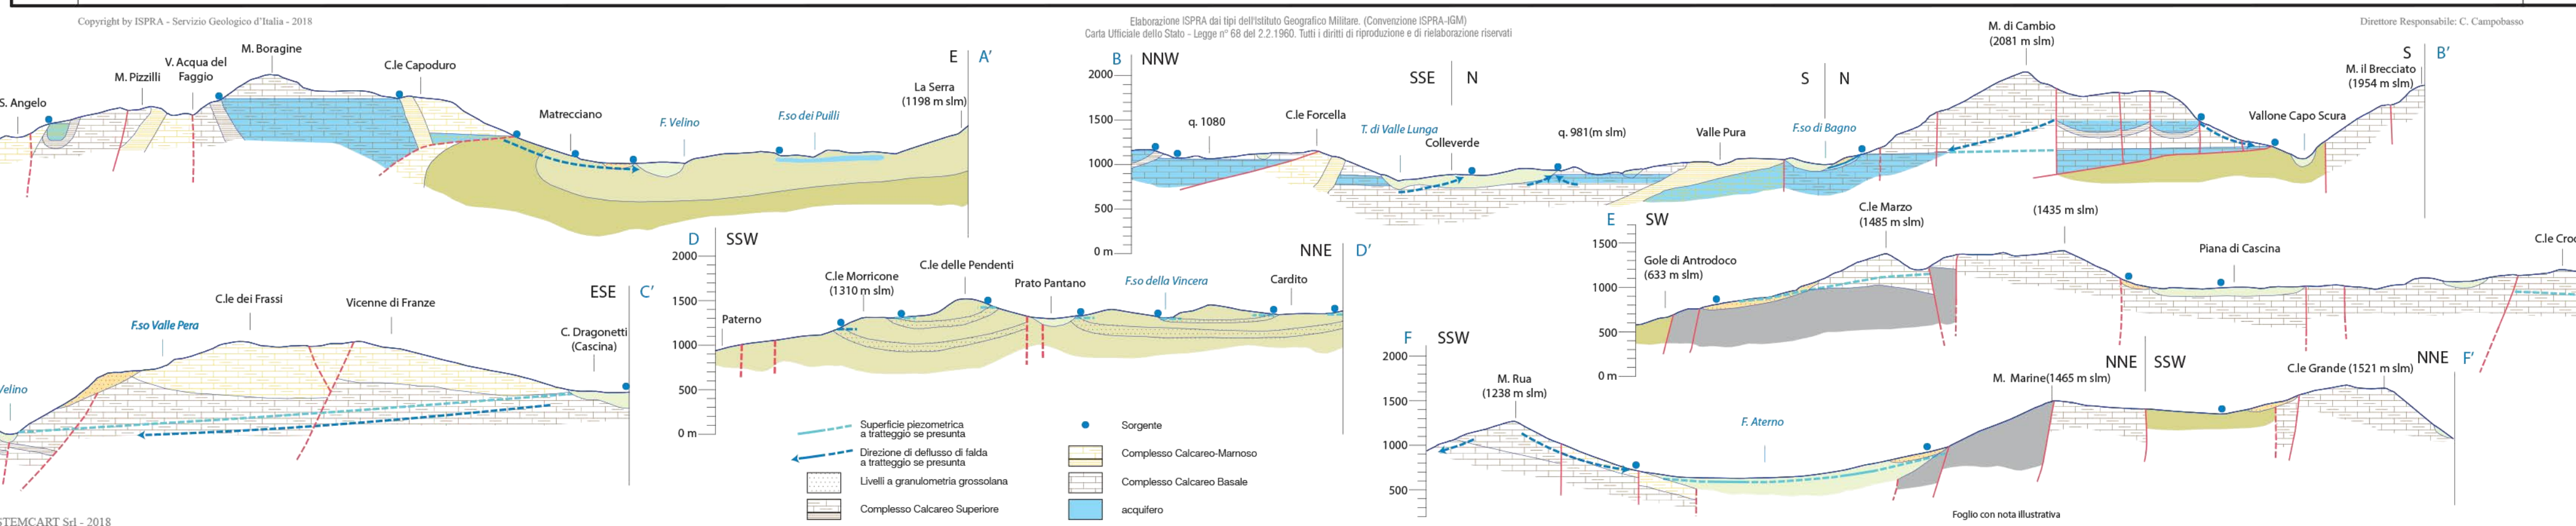 Copyright by ISPRA - Servizio Geologico d'Italia - 2018
Elaborazione ISPRA dai tipi dell'Istituto Geografico Militare. (Convenzione ISPRA-IGM)
Carta Ufficiale dello Stato - Legge n° 68 del 2.2.1960. Tutti i diritti di riproduzione e di rielaborazione riservati
Direttore Responsabile: C. Campobasso
S. Angelo
M. Pizzilli
V. Acqua del
Faggio
M. Boragine
C.le Capoduro
Matrecciano
F. Velino
F.so dei Puilli
La Serra
(1198 m slm)
E A'
B NNW
2000
1500
1000
500
0 m
q. 1080
C.le Forcella
T. di Valle Lunga
Colleverde
SSE N
q. 981(m slm)
Valle Pura
S N
F.so di Bagno
M. di Cambio
(2081 m slm)
Vallone Capo Scura
M. il Brecciato
(1954 m slm)
S B'
Velino
F.so Valle Pera
C.le dei Frassi
Vicenne di Franze
C. Dragonetti
(Cascina)
ESE C'
D SSW
2000
1500
1000
500
0 m
Paterno
C.le Morricone
(1310 m slm)
C.le delle Pendenti
Prato Pantano
F.so della Vincera
Cardito
NNE D'
E SW
1500
1000
500
0 m
Gole di Antrodoco
(633 m slm)
C.le Marzo
(1485 m slm)
(1435 m slm)
Piana di Cascina
F SSW
2000
1500
1000
500
M. Rua
(1238 m slm)
F. Aterno
M. Marine(1465 m slm)
NNE SSW
C.le Grande (1521 m slm)
NNE F'
Superficie piezometrica
a tratteggio se presunta
Direzione di deflusso di falda
a tratteggio se presunta
Livelli a granulometria grossolana
Complesso Calcareo Superiore
Sorgente
Complesso Calcareo-Marnoso
Complesso Calcareo Basale
acquifero
Foglio con nota illustrativa
STEMCART Srl - 2018